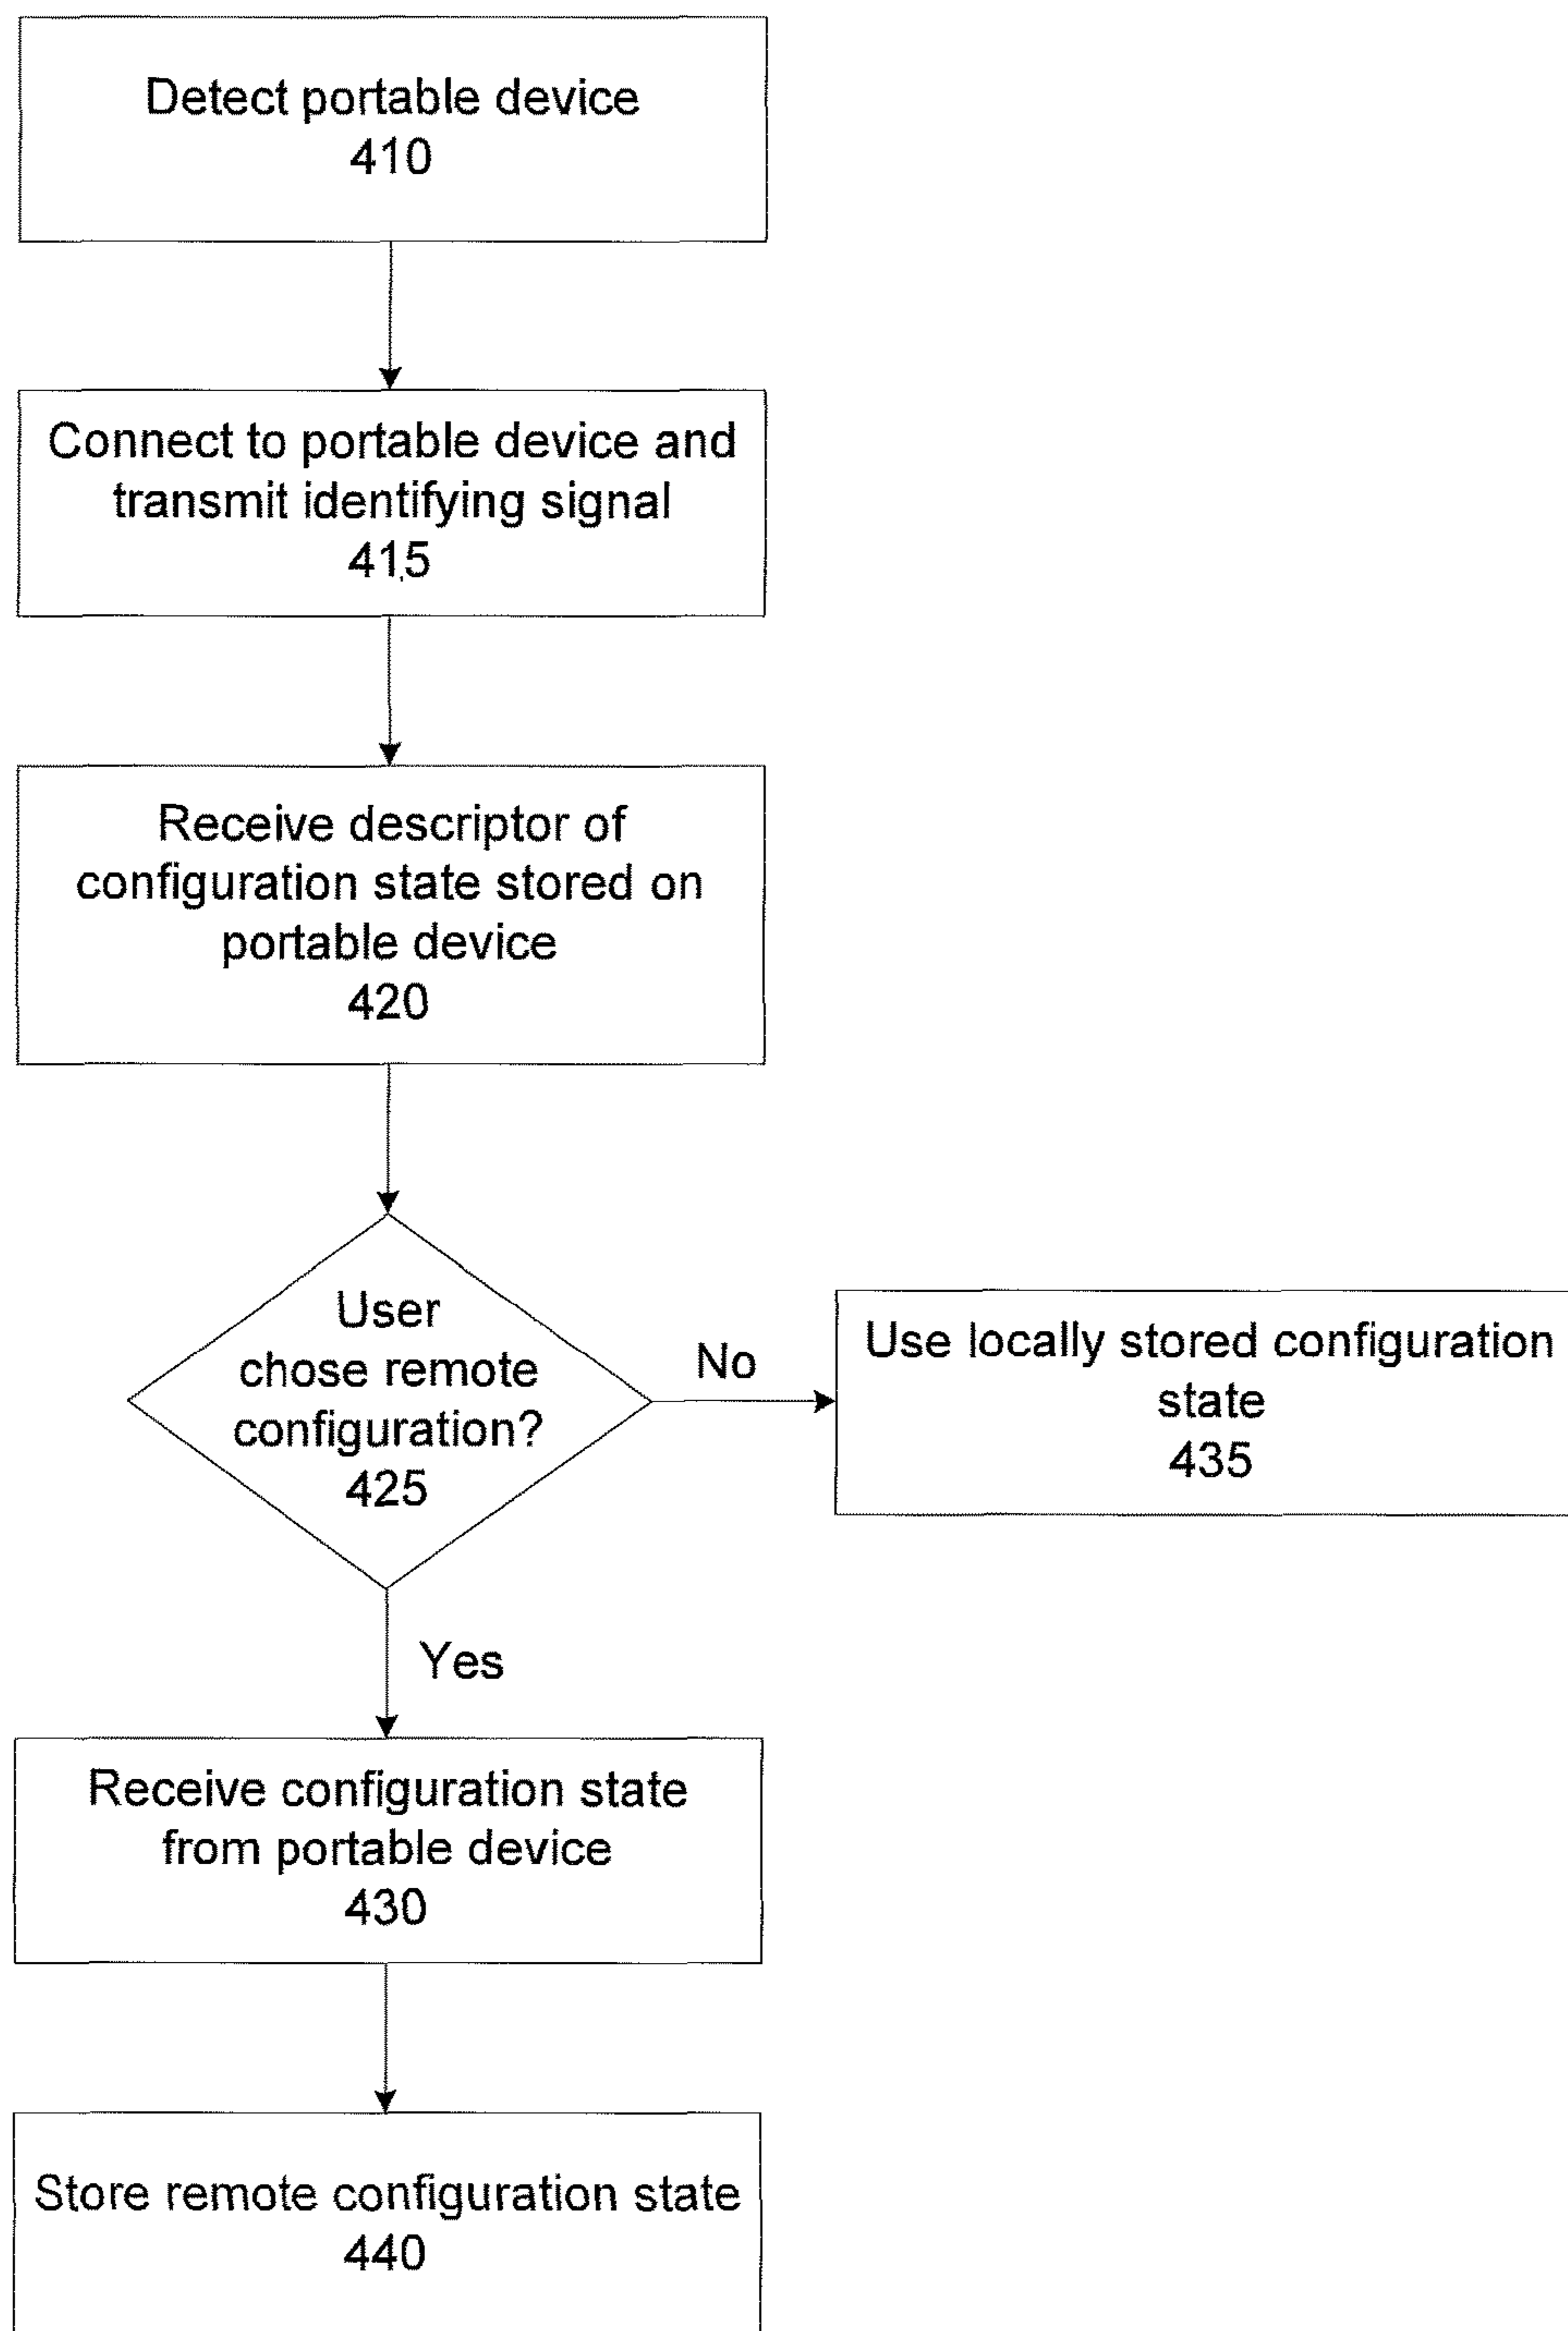 Detect portable device
410
Connect to portable device and
transmit identifying signal
415
Receive descriptor of
configuration state stored on
portable device
420
User
chose remote
configuration?
425
No
Use locally stored configuration
state
435
Yes
Receive configuration state
from portable device
430
Store remote configuration state
440